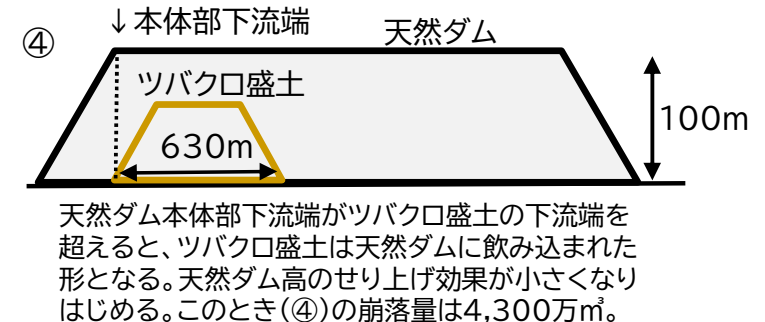 ④
↓本体部下流端
天然ダム
ツバクロ盛土
630m
100m
天然ダム本体部下流端がツバクロ盛土の下流端を
超えると、ツバクロ盛土は天然ダムに飲み込まれた
形となる。天然ダム高のせり上げ効果が小さくなり
はじめる。このとき(④)の崩落量は4,300万㎥。